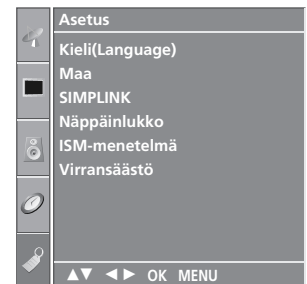 Asetus
Kieli(Language)
Maa
SIMPLINK
Näppäinlukko
ISM-menetelmä
Virransäästö
▲▼ ◄► OK MENU